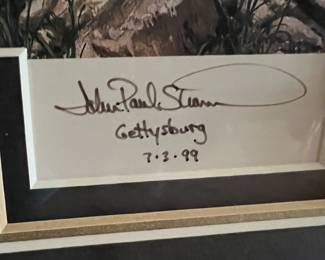 John Paul Strain
Gettysburg
7.3.99